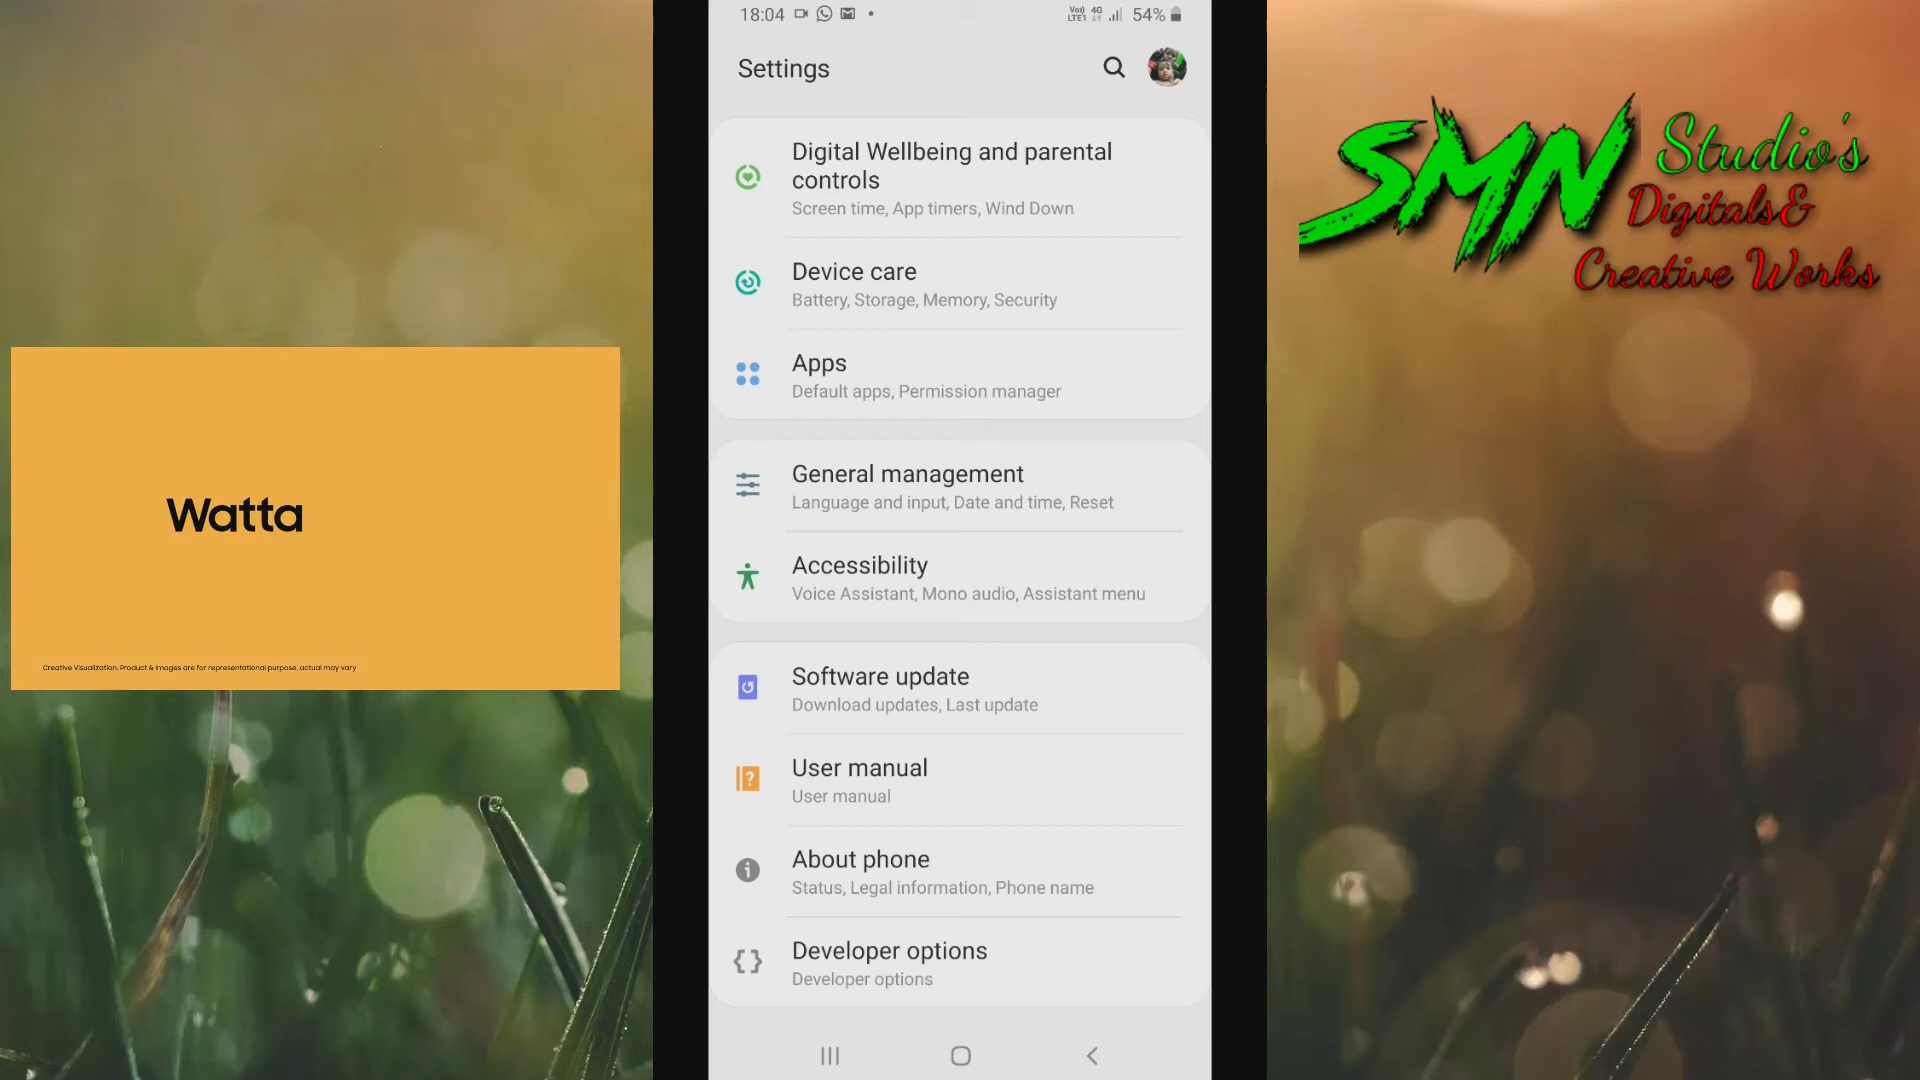 18:04
Vo))
LTE1
4G
54%
Settings
Digital Wellbeing and parental
controls
Screen time, App timers, Wind Down
Device care
Battery, Storage, Memory, Security
Apps
Default apps, Permission manager
General management
Language and input, Date and time, Reset
Accessibility
Voice Assistant, Mono audio, Assistant menu
Software update
Download updates, Last update
User manual
User manual
About phone
Status, Legal information, Phone name
Developer options
Developer options
Watta
Creative Visualization. Product & Images are for representational purpose, actual may vary
SMN Studio's
Digitals&
Creative Works